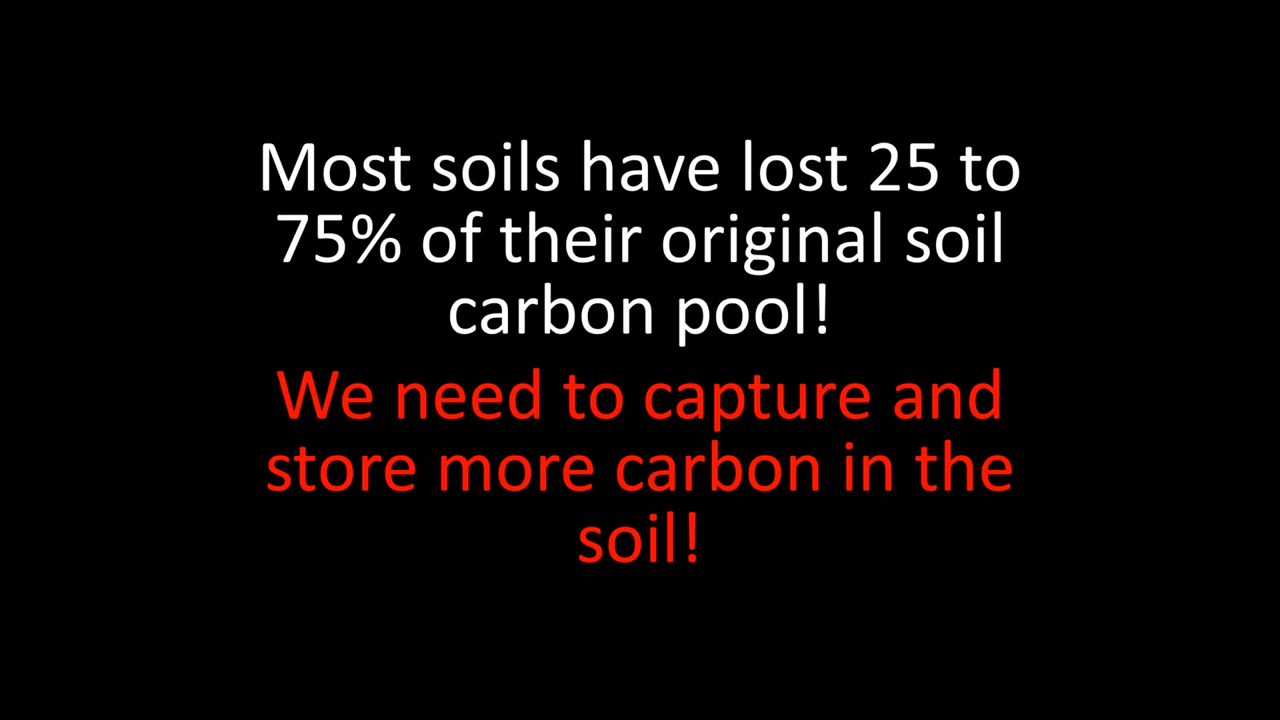 Most soils have lost 25 to
75% of their original soil
carbon pool!
We need to capture and
store more carbon in the
soil!